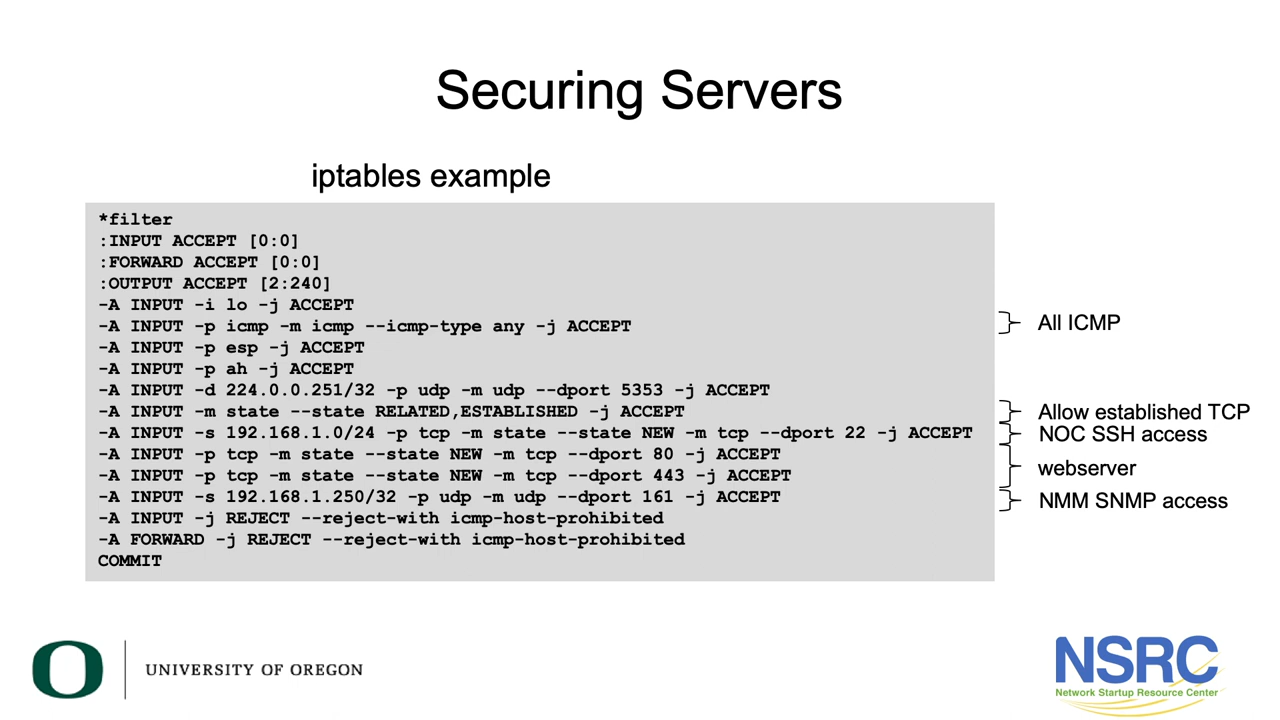 Securing Servers
iptables example
*filter
:INPUT ACCEPT [0:0]
:FORWARD ACCEPT [0:0]
:OUTPUT ACCEPT [2:240]
-A INPUT -i lo -j ACCEPT
-A INPUT -p icmp -m icmp --icmp-type any -j ACCEPT
All ICMP
-A INPUT -p esp -j ACCEPT
-A INPUT -p ah -j ACCEPT
-A INPUT -d 224.0.0.251/32 -p udp -m udp --dport 5353 -j ACCEPT
-A INPUT -m state --state RELATED,ESTABLISHED -j ACCEPT
Allow established TCP
-A INPUT -s 192.168.1.0/24 -p tcp -m state --state NEW -m tcp --dport 22 -j ACCEPT
NOC SSH access
-A INPUT -p tcp -m state --state NEW -m tcp --dport 80 -j ACCEPT
-A INPUT -p tcp -m state --state NEW -m tcp --dport 443 -j ACCEPT
webserver
-A INPUT -s 192.168.1.250/32 -p udp -m udp --dport 161 -j ACCEPT
NMM SNMP access
-A INPUT -j REJECT --reject-with icmp-host-prohibited
-A FORWARD -j REJECT --reject-with icmp-host-prohibited
COMMIT
O
UNIVERSITY OF OREGON
NSRC
Network Startup Resource Center